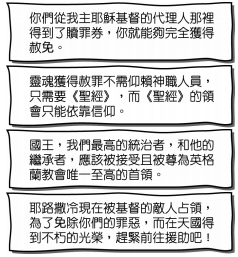 你們從我主耶穌基督的代理人那裡
得到了贖罪券，你就能夠完全獲得
赦免。
靈魂獲得赦罪不需仰賴神職人員，
只需要《聖經》，而《聖經》的領
會只能依靠信仰。
國王，我們最高的統治者，和他的
繼承者，應該被接受且被尊為英格
蘭教會唯一至高的首領。
耶路撒冷現在被基督的敵人占領，
為了免除你們的罪惡，而在天國得
到不朽的光榮，趕緊前往援助吧！